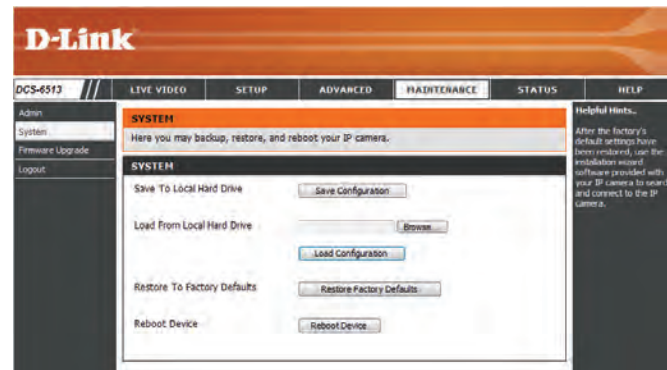 D-Link
DCS-6513
LIVE VIDEO
SETUP
ADVANCED
MAINTENANCE
STATUS
HELP
Admin
System
Firmware Upgrade
Logout
SYSTEM
Here you may backup, restore, and reboot your IP camera.
SYSTEM
Save To Local Hard Drive
Save Configuration
Load From Local Hard Drive
Browse...
Load Configuration
Restore To Factory Defaults
Restore Factory Defaults
Reboot Device
Reboot Device
Helpful Hints..
After the factory's
default settings have
been restored, use the
installation wizard
software provided with
your IP camera to searc
and connect to the IP
camera.